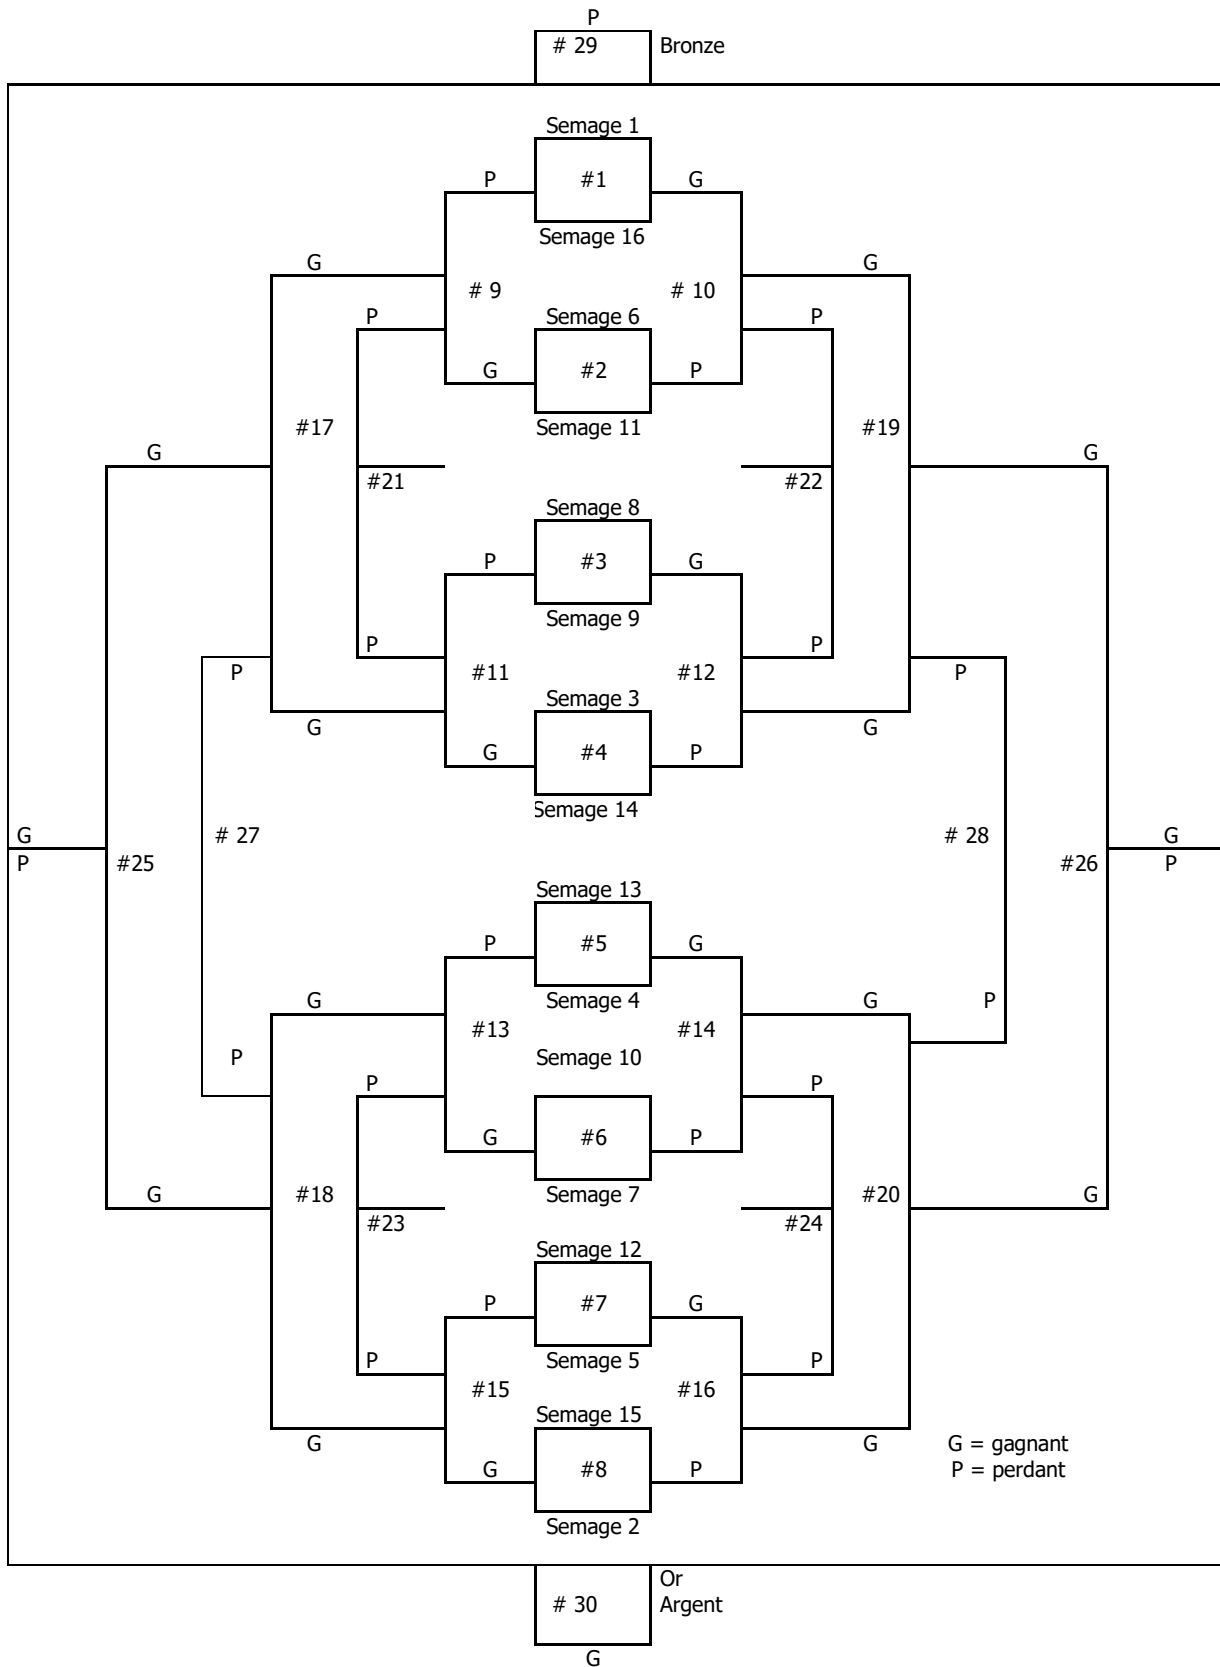 P
# 29 Bronze
Semage 1
P #1 G
Semage 16
G G
# 9 # 10
P Semage 6 P
G #2 P
#17 Semage 11 #19
G G
#21 #22
Semage 8
P #3 G
Semage 9
P P
P #11 #12 P
Semage 3
G G
G #4 P
Semage 14
G # 27 # 28 G
P #25 #26 P
Semage 13
P #5 G
G Semage 4 G P
#13 #14
P Semage 10
P P
G #6 P
G #18 Semage 7 #20 G
#23 #24
Semage 12
P #7 G
P Semage 5 P
#15 #16
Semage 15
G G G = gagnant
G #8 P P = perdant
Semage 2
Or
# 30 Argent
G